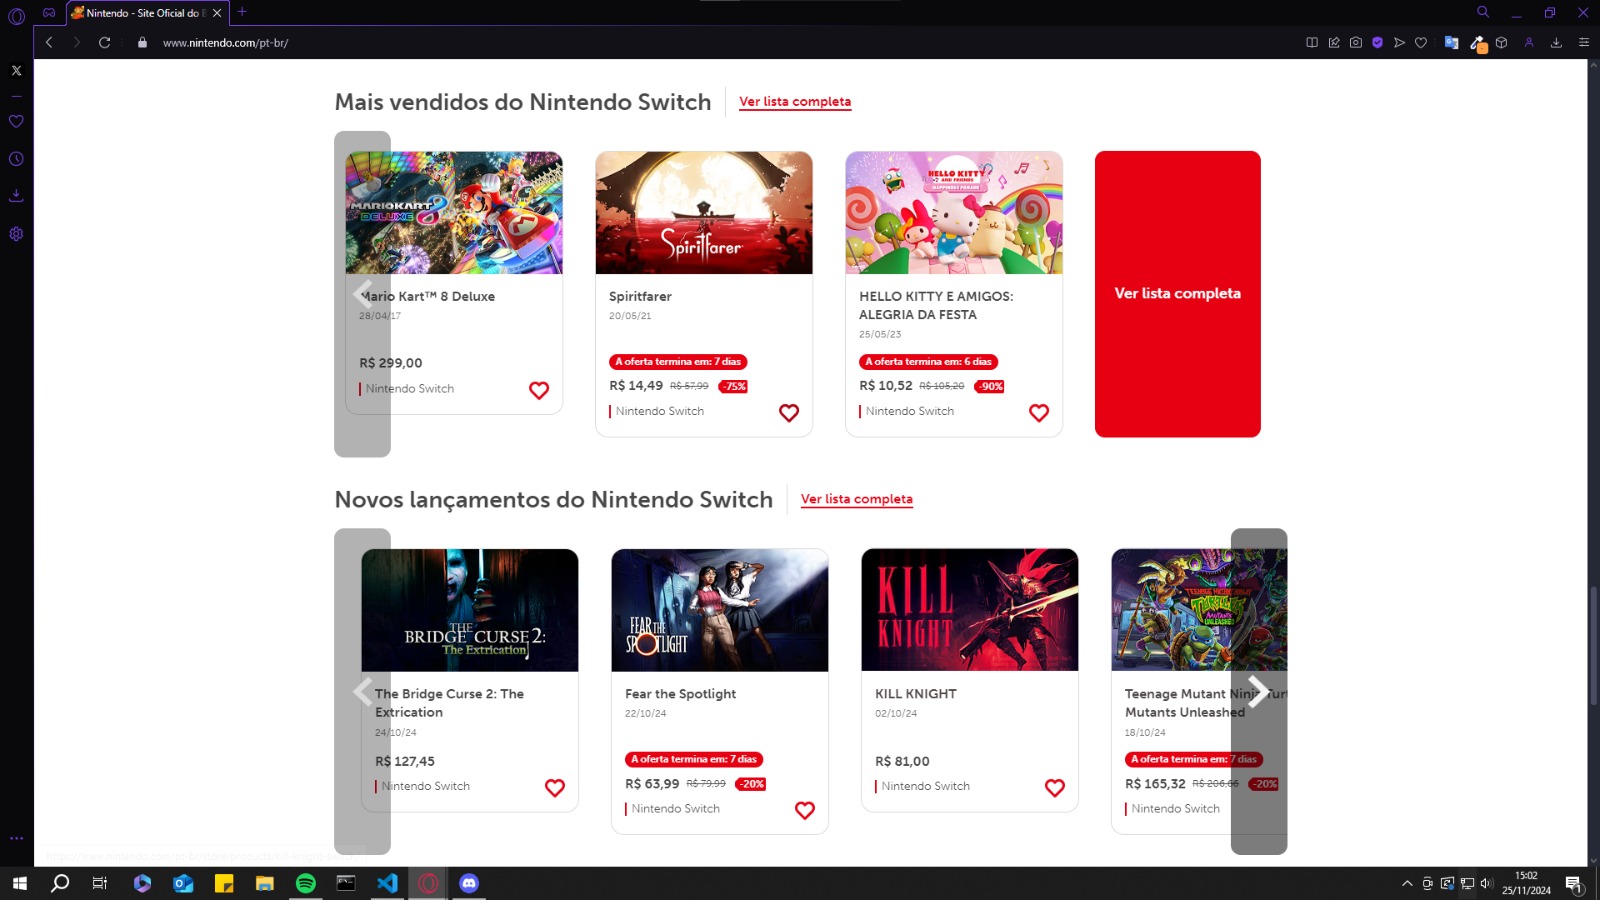 Nintendo - Site Oficial do B
www.nintendo.com/pt-br/
Mais vendidos do Nintendo Switch
Ver lista completa
MARIOKART 8
DELUXE
Spiritfarer
HELLO KITTY
AND FRIENDS
HAPPINESS PARADE
Mario Kart™ 8 Deluxe
28/04/17
R$ 299,00
Nintendo Switch
Spiritfarer
20/05/21
A oferta termina em: 7 dias
R$ 14,49 R$ 57,99 -75%
Nintendo Switch
HELLO KITTY E AMIGOS:
ALEGRIA DA FESTA
25/05/23
A oferta termina em: 6 dias
R$ 10,52 R$ 105,20 -90%
Nintendo Switch
Ver lista completa
Novos lançamentos do Nintendo Switch
Ver lista completa
THE
BRIDGE CURSE 2:
The Extrication
FEAR THE
SPOTLIGHT
KILL
KNIGHT
TEENAGE MUTANT NINJA
TURTLES
MUTANTS
UNLEASHED
The Bridge Curse 2: The
Extrication
24/10/24
R$ 127,45
Nintendo Switch
Fear the Spotlight
22/10/24
A oferta termina em: 7 dias
R$ 63,99 R$ 79,99 -20%
Nintendo Switch
KILL KNIGHT
02/10/24
R$ 81,00
Nintendo Switch
Teenage Mutant Ninja Turt
Mutants Unleashed
18/10/24
A oferta termina em: 7 dias
R$ 165,32 R$ 206,66 -20%
Nintendo Switch
15:02
25/11/2024
1